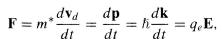 F = m* dv_d/dt = dp/dt = ℏ dk/dt = q_e E,